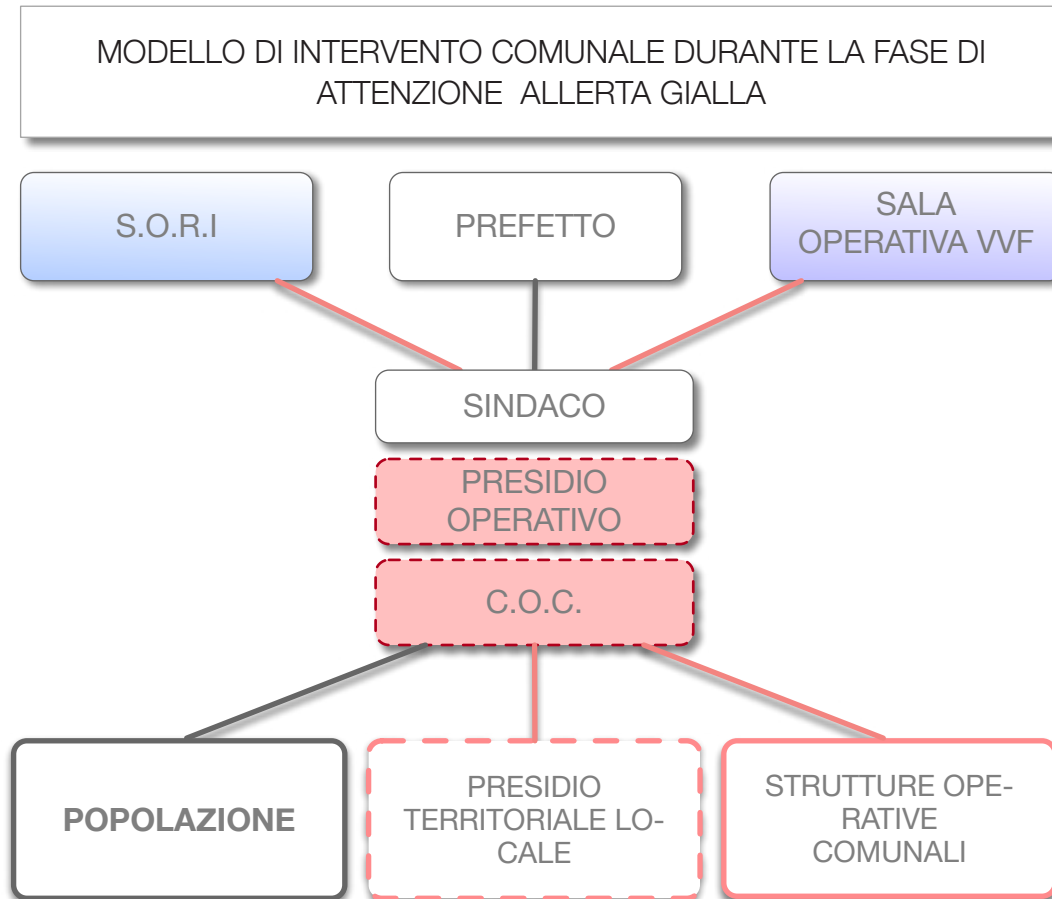 MODELLO DI INTERVENTO COMUNALE DURANTE LA FASE DI
ATTENZIONE ALLERTA GIALLA
S.O.R.I
PREFETTO
SALA
OPERATIVA VVF
SINDACO
PRESIDIO
OPERATIVO
C.O.C.
POPOLAZIONE
PRESIDIO
TERRITORIALE LO-
CALE
STRUTTURE OPE-
RATIVE
COMUNALI